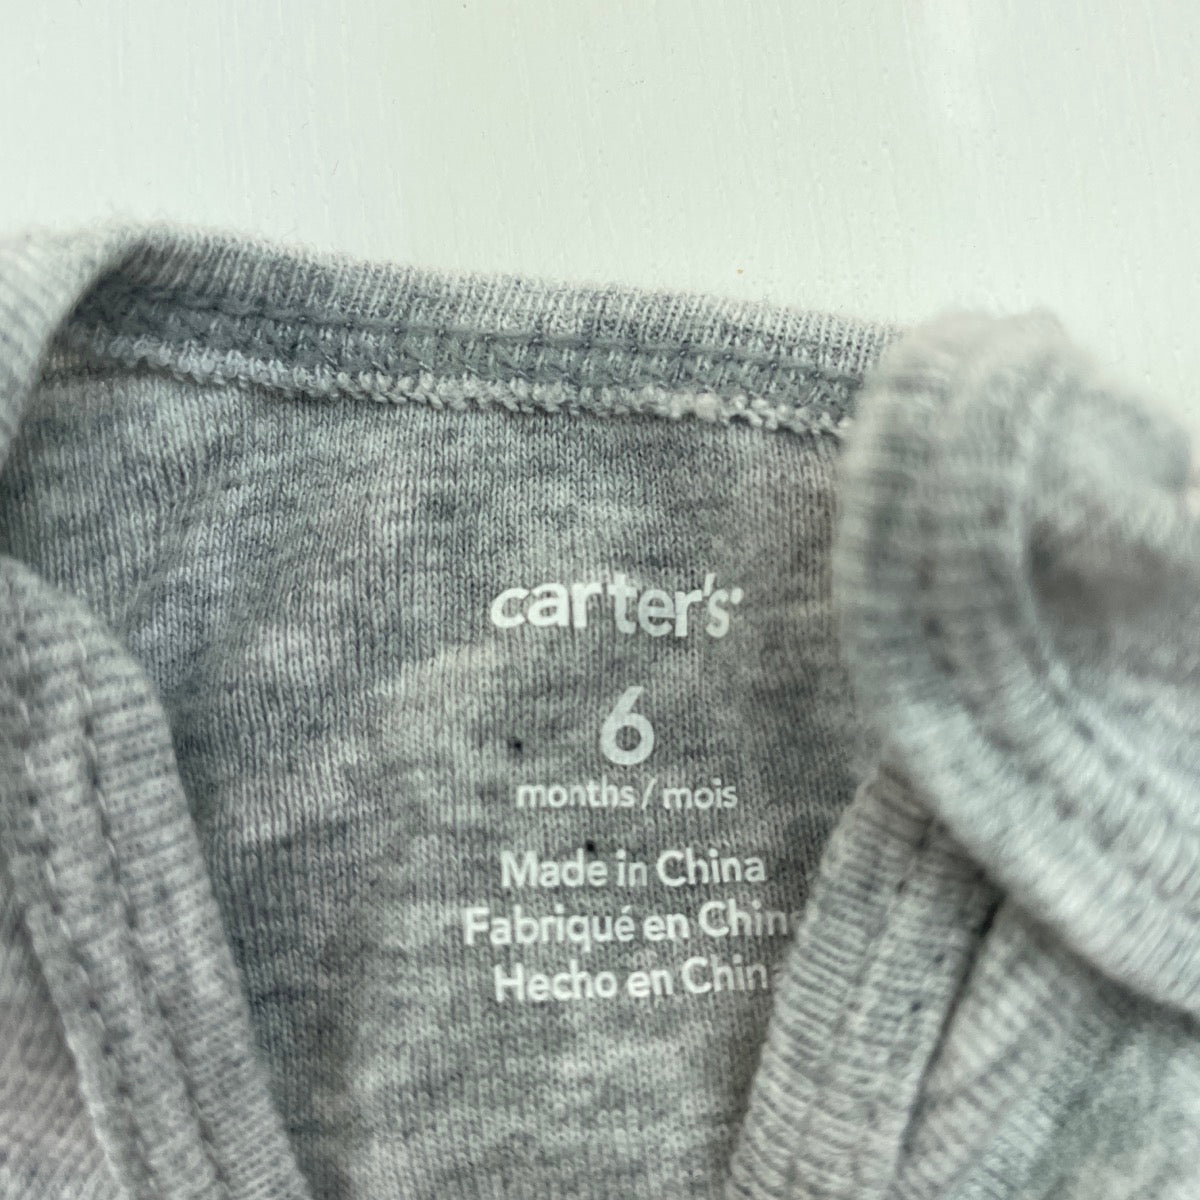 carter's
6
months / mois
Made in China
Fabriqué en Chin
Hecho en Chin